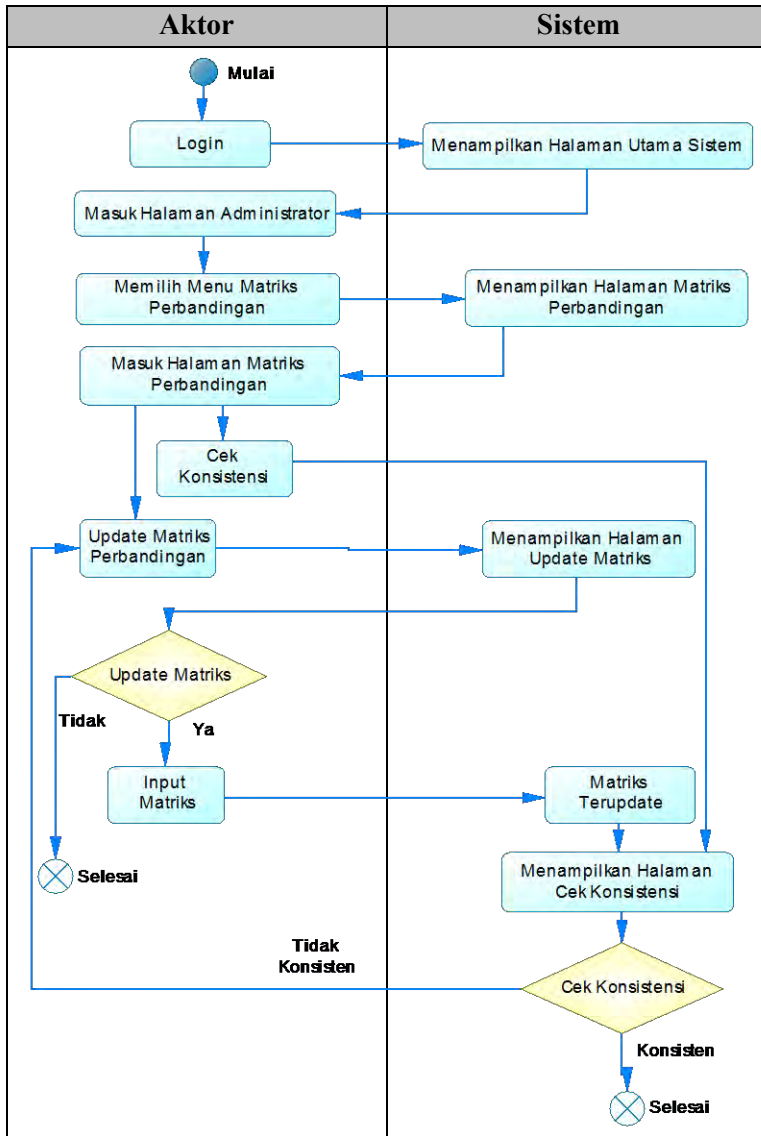 Aktor
Sistem
Mulai
Login
Menampilkan Halaman Utama Sistem
Masuk Halaman Administrator
Memilih Menu Matriks
Perbandingan
Menampilkan Halaman Matriks
Perbandingan
Masuk Halaman Matriks
Perbandingan
Cek
Konsistensi
Update Matriks
Perbandingan
Menampilkan Halaman
Update Matriks
Update Matriks
Tidak
Ya
Input
Matriks
Matriks
Terupdate
Selesai
Menampilkan Halaman
Cek Konsistensi
Tidak
Konsisten
Cek Konsistensi
Konsisten
Selesai